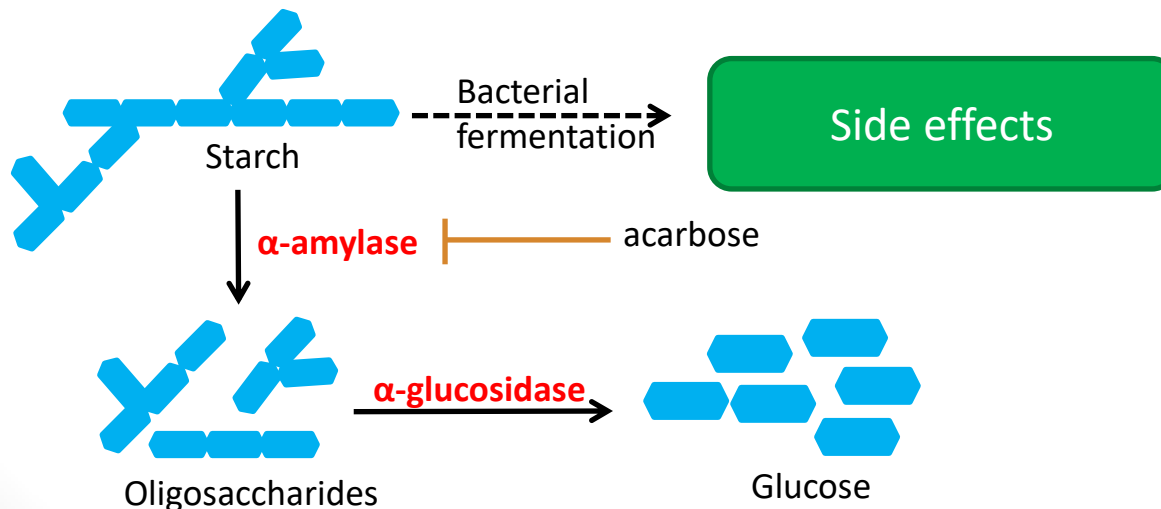 Bacterial
fermentation
Side effects
Starch
α-amylase
acarbose
α-glucosidase
Oligosaccharides
Glucose